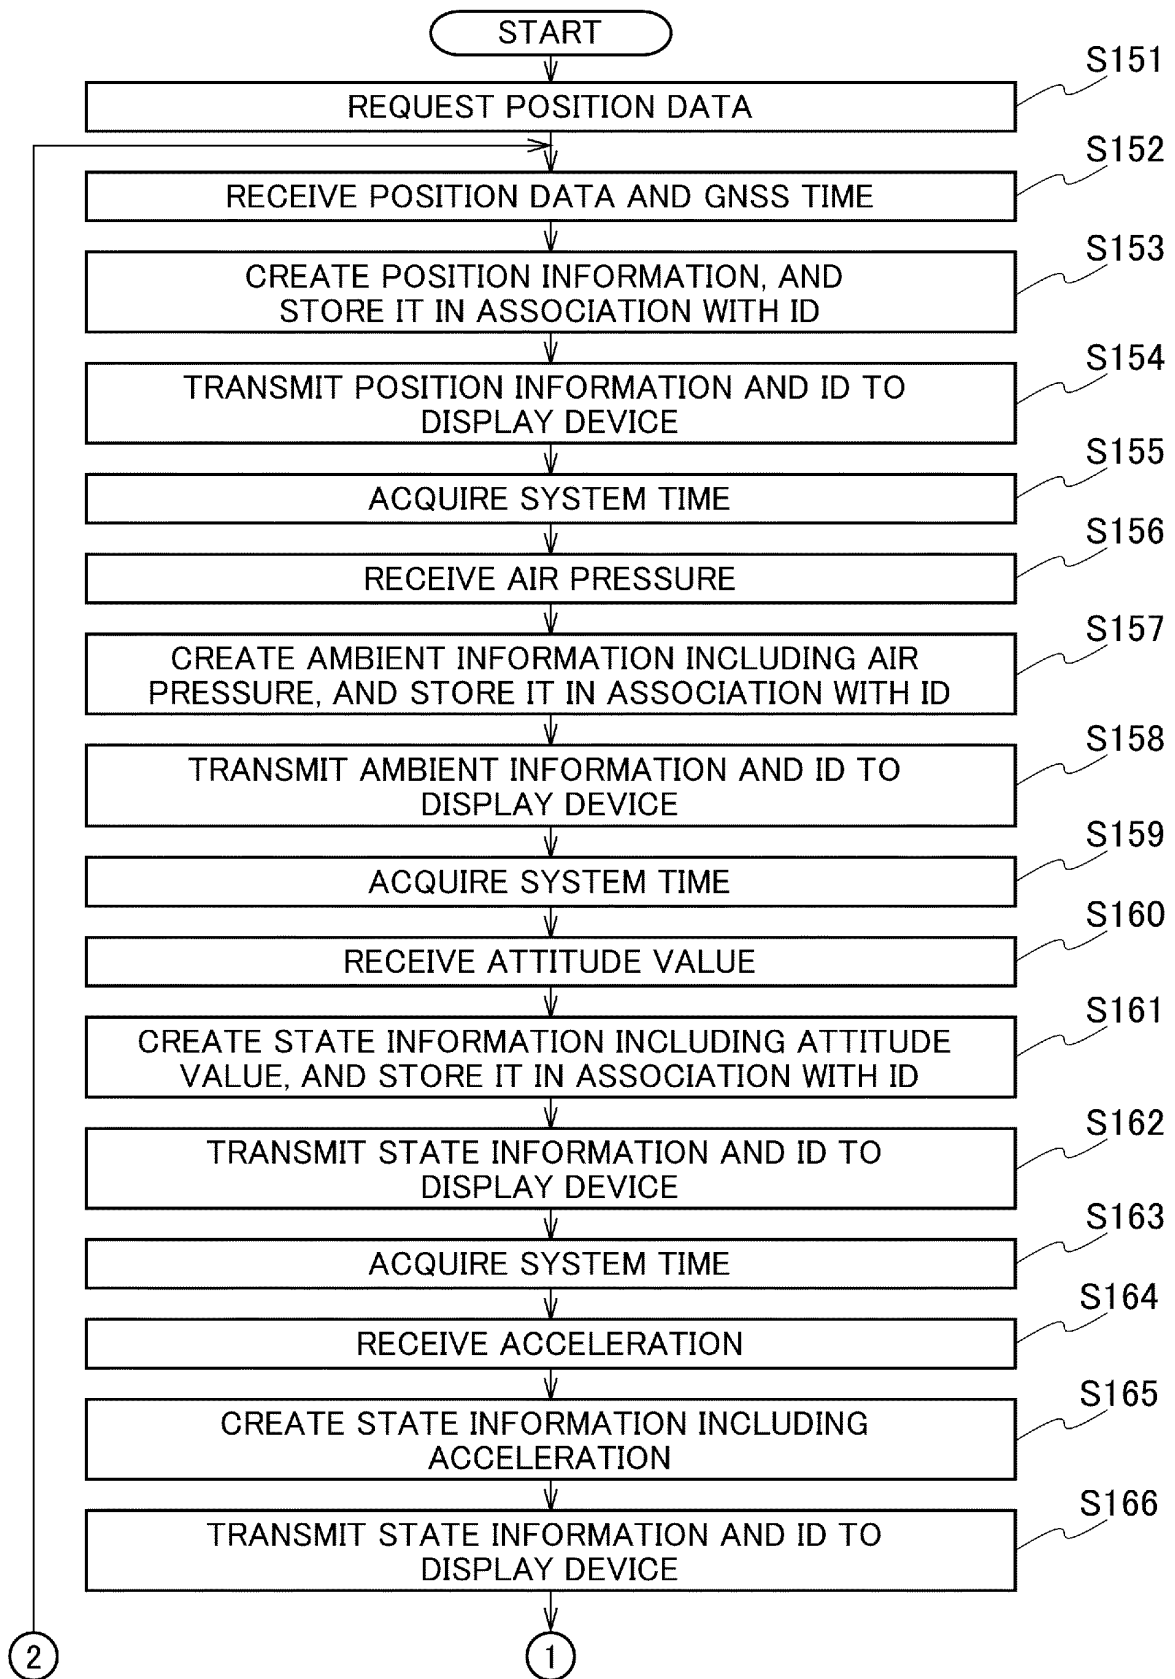 START
S151
REQUEST POSITION DATA
S152
RECEIVE POSITION DATA AND GNSS TIME
S153
CREATE POSITION INFORMATION, AND
STORE IT IN ASSOCIATION WITH ID
S154
TRANSMIT POSITION INFORMATION AND ID TO
DISPLAY DEVICE
S155
ACQUIRE SYSTEM TIME
S156
RECEIVE AIR PRESSURE
S157
CREATE AMBIENT INFORMATION INCLUDING AIR
PRESSURE, AND STORE IT IN ASSOCIATION WITH ID
S158
TRANSMIT AMBIENT INFORMATION AND ID TO
DISPLAY DEVICE
S159
ACQUIRE SYSTEM TIME
S160
RECEIVE ATTITUDE VALUE
S161
CREATE STATE INFORMATION INCLUDING ATTITUDE
VALUE, AND STORE IT IN ASSOCIATION WITH ID
S162
TRANSMIT STATE INFORMATION AND ID TO
DISPLAY DEVICE
S163
ACQUIRE SYSTEM TIME
S164
RECEIVE ACCELERATION
S165
CREATE STATE INFORMATION INCLUDING
ACCELERATION
S166
TRANSMIT STATE INFORMATION AND ID TO
DISPLAY DEVICE
2
1